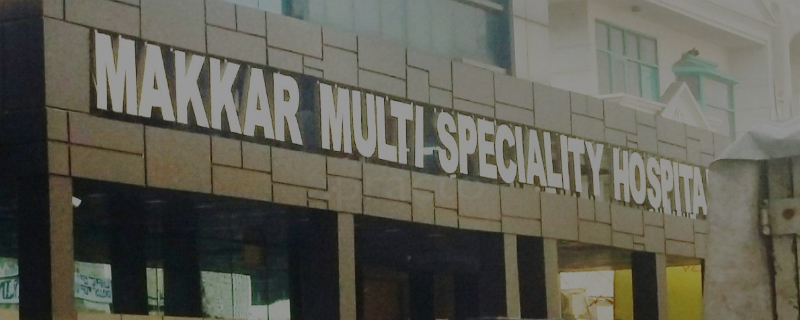 MAKKAR MULTI SPECIALITY HOSPITA